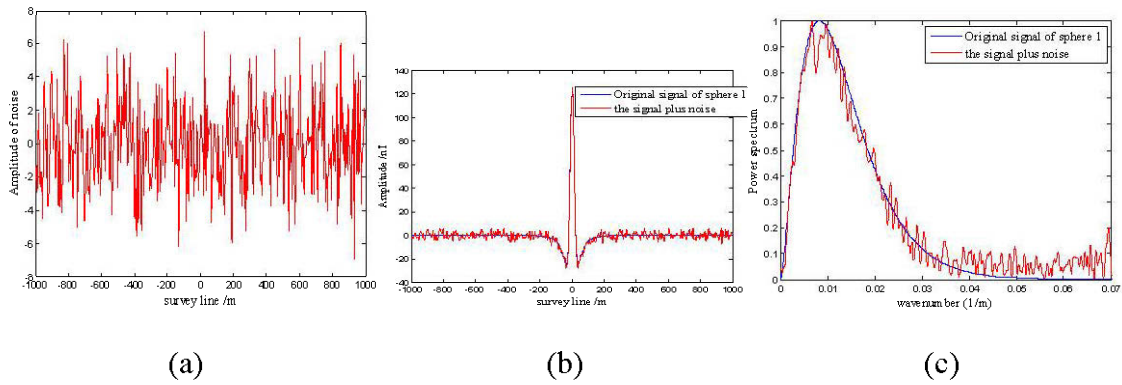 8
6
4
2
0
-2
-4
-6
8
-1000 -800 -600 -400 -200 0 200 400 600 800 1000
Amplitude of noise
survey line /m
(a)
140
120
100
80
60
40
20
0
-20
-40
-1000 -800 -600 -400 -200 0 200 400 600 800 1000
Amplitude /nT
survey line /m
Original signal of sphere 1
the signal plus noise
(b)
1
0.9
0.8
0.7
0.6
0.5
0.4
0.3
0.2
0.1
0
0 0.01 0.02 0.03 0.04 0.05 0.06 0.07
Power spectrum
wavenumber (1/m)
Original signal of sphere 1
the signal plus noise
(c)